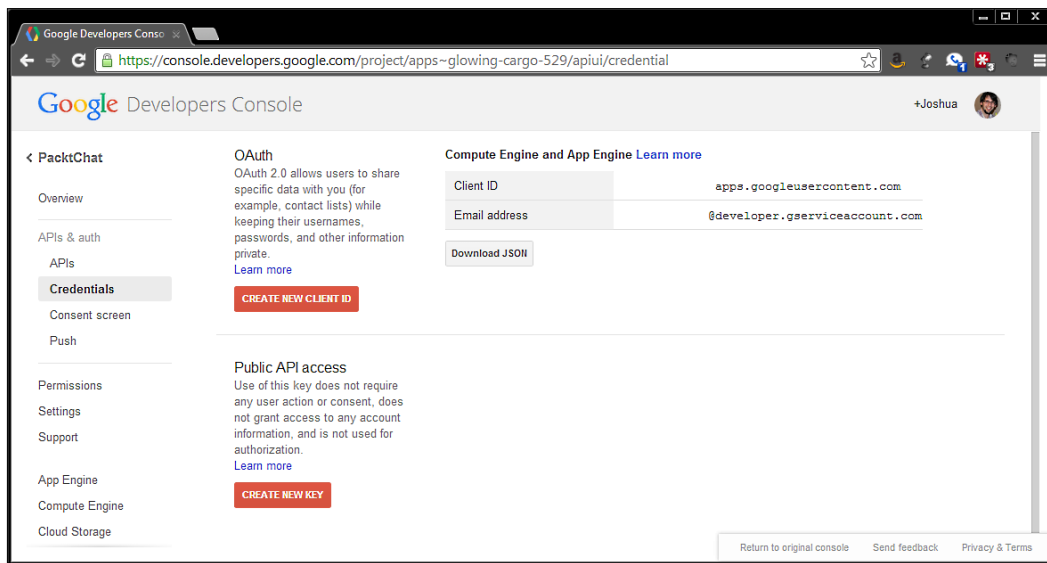 Google Developers Conso
https://console.developers.google.com/project/apps~glowing-cargo-529/apiui/credential
1
3
Google Developers Console
+Joshua
PacktChat
Overview
APIs & auth
APIs
Credentials
Consent screen
Push
Permissions
Settings
Support
App Engine
Compute Engine
Cloud Storage
OAuth
OAuth 2.0 allows users to share
specific data with you (for
example, contact lists) while
keeping their usernames,
passwords, and other information
private.
Learn more
CREATE NEW CLIENT ID
Compute Engine and App Engine Learn more
Client ID apps.googleusercontent.com
Email address @developer.gserviceaccount.com
Download JSON
Public API access
Use of this key does not require
any user action or consent, does
not grant access to any account
information, and is not used for
authorization.
Learn more
CREATE NEW KEY
Return to original console Send feedback Privacy & Terms